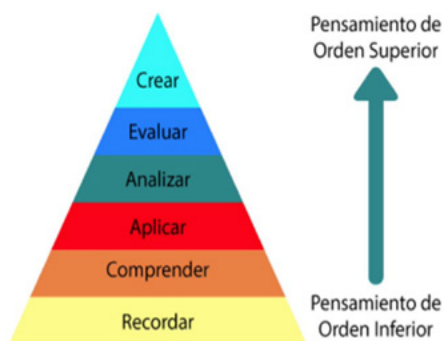 Crear
Evaluar
Analizar
Aplicar
Comprender
Recordar
Pensamiento de
Orden Superior
Pensamiento de
Orden Inferior